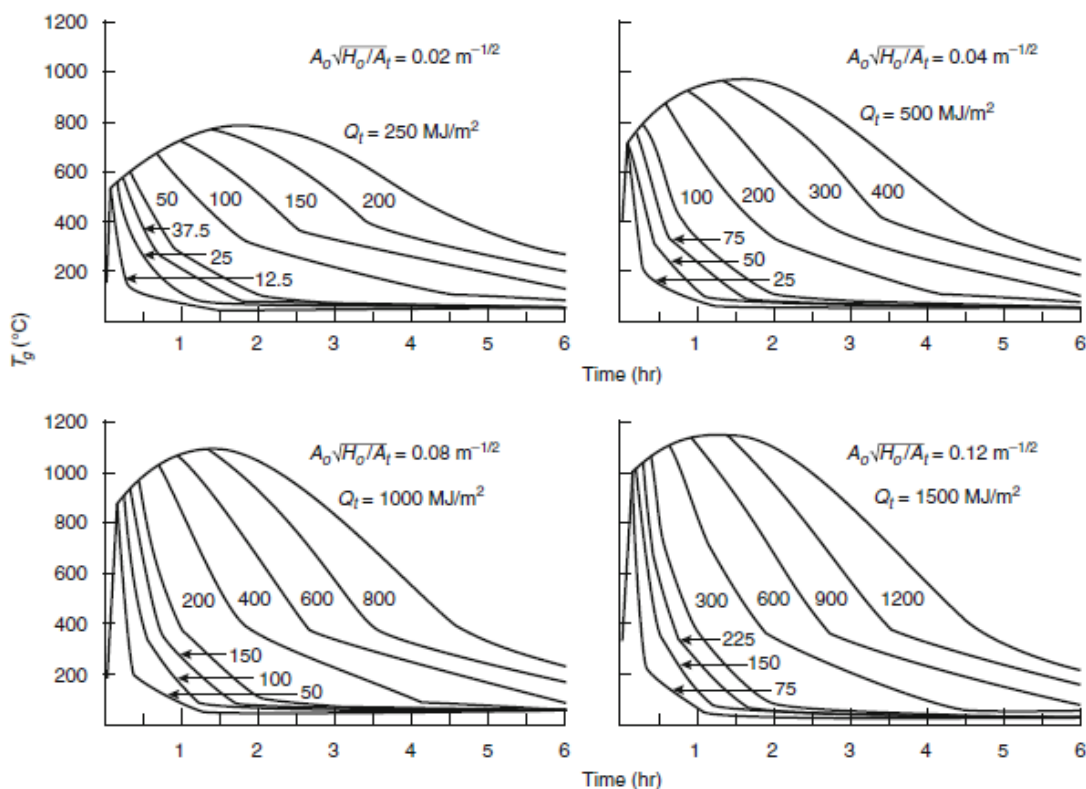 1200
1000
800
600
400
200
A_o√H_o/A_t = 0.02 m^–1/2
Q_t = 250 MJ/m²
50
100
150
200
37.5
25
12.5
1 2 3 4 5 6
A_o√H_o/A_t = 0.04 m^–1/2
Q_t = 500 MJ/m²
100
200
300
400
75
50
25
1 2 3 4 5 6
T_g (°C)
Time (hr)
1200
1000
800
600
400
200
A_o√H_o/A_t = 0.08 m^–1/2
Q_t = 1000 MJ/m²
200
400
600
800
150
100
50
1 2 3 4 5 6
A_o√H_o/A_t = 0.12 m^–1/2
Q_t = 1500 MJ/m²
300
600
900
1200
225
150
75
1 2 3 4 5 6
Time (hr)